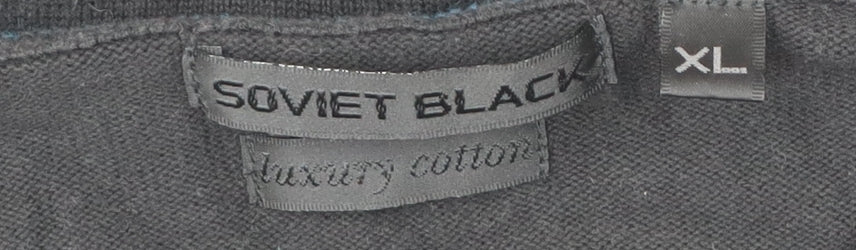 SOVIET BLACK
XL
luxury cotton